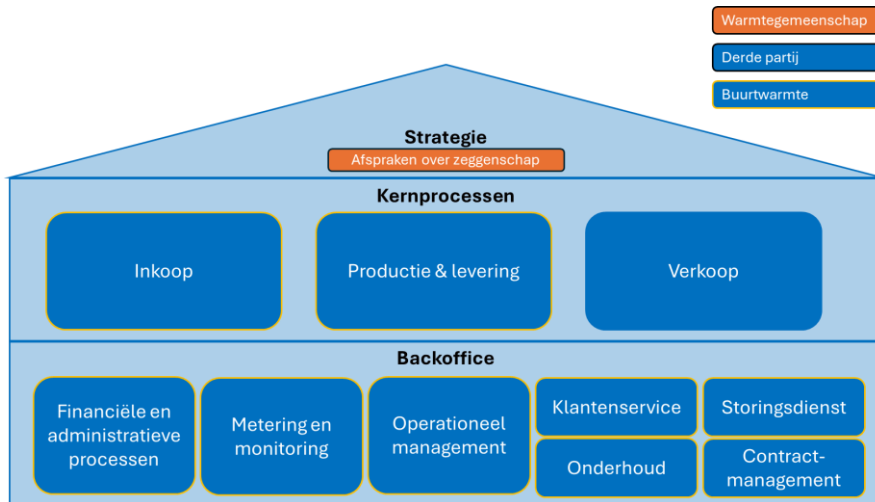 Warmtegemeenschap
Derde partij
Buurtwarmte
Strategie
Afspraken over zeggenschap
Kernprocessen
Inkoop
Productie & levering
Verkoop
Backoffice
Financiële en
administratieve
processen
Metering en
monitoring
Operationeel
management
Klantenservice
Storingsdienst
Onderhoud
Contract-
management